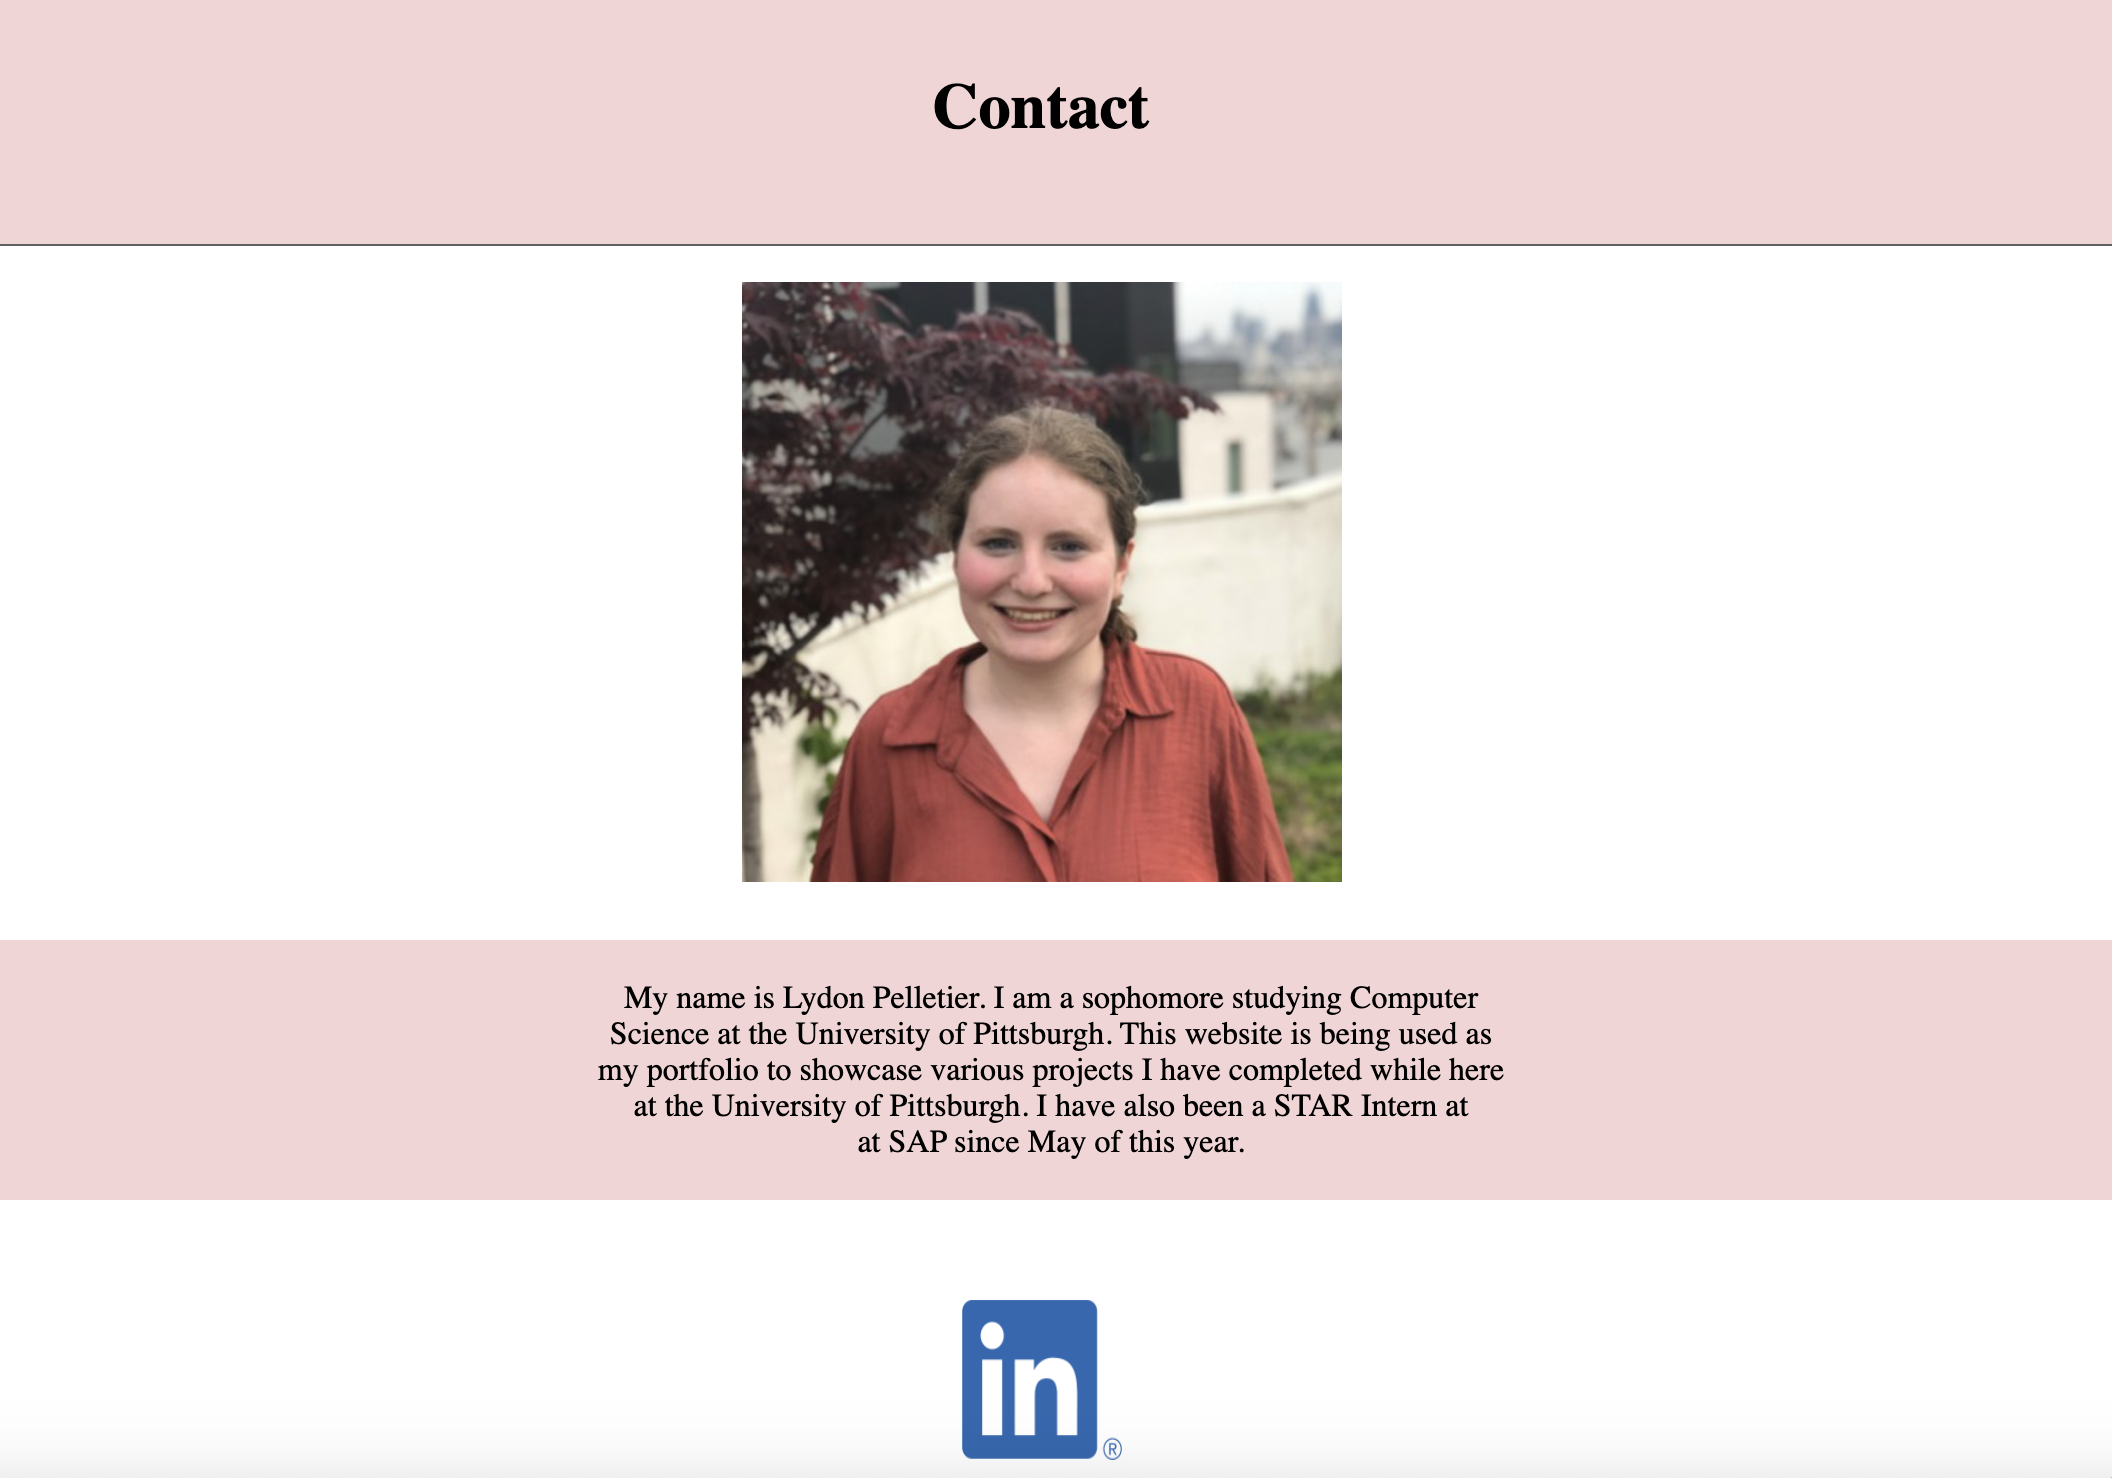 Contact
My name is Lydon Pelletier. I am a sophomore studying Computer
Science at the University of Pittsburgh. This website is being used as
my portfolio to showcase various projects I have completed while here
at the University of Pittsburgh. I have also been a STAR Intern at
at SAP since May of this year.
in
®